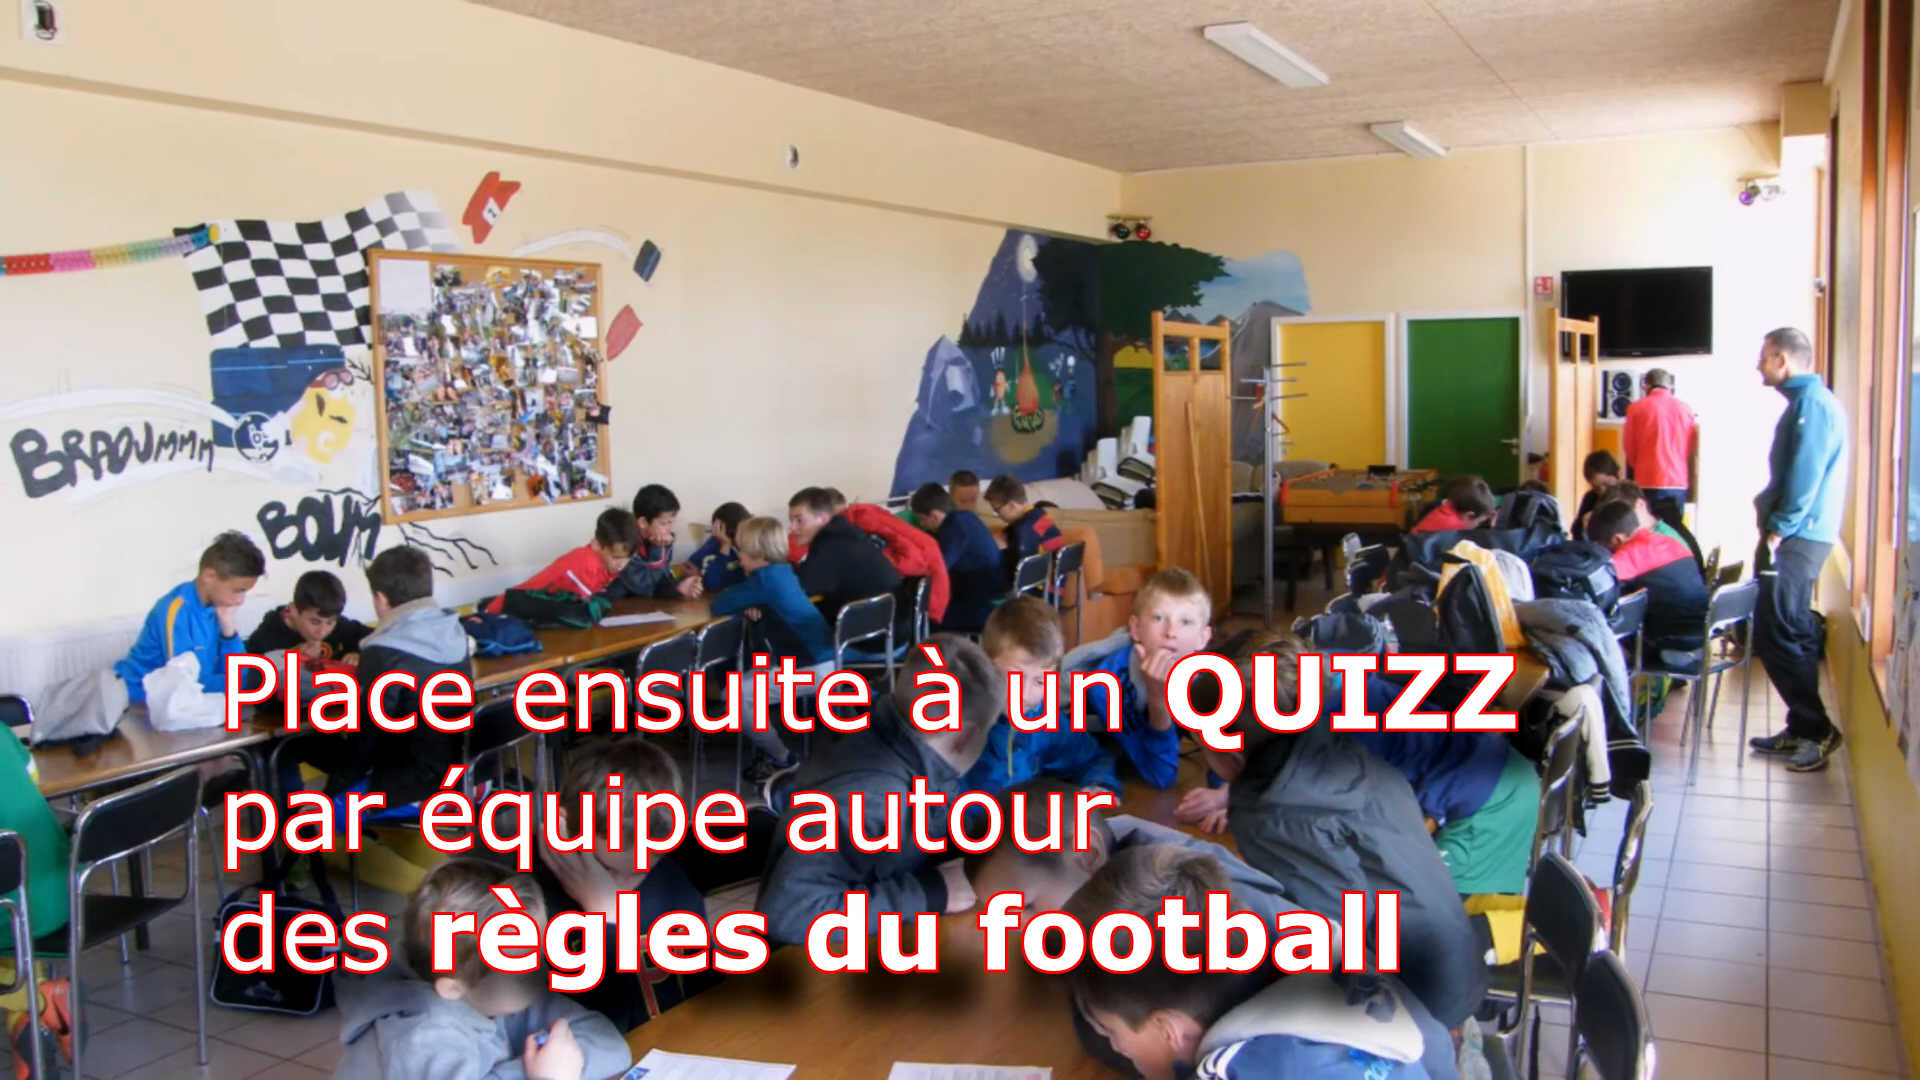 BRAOUMMM
BOUM
Place ensuite à un QUIZZ
par équipe autour
des règles du football